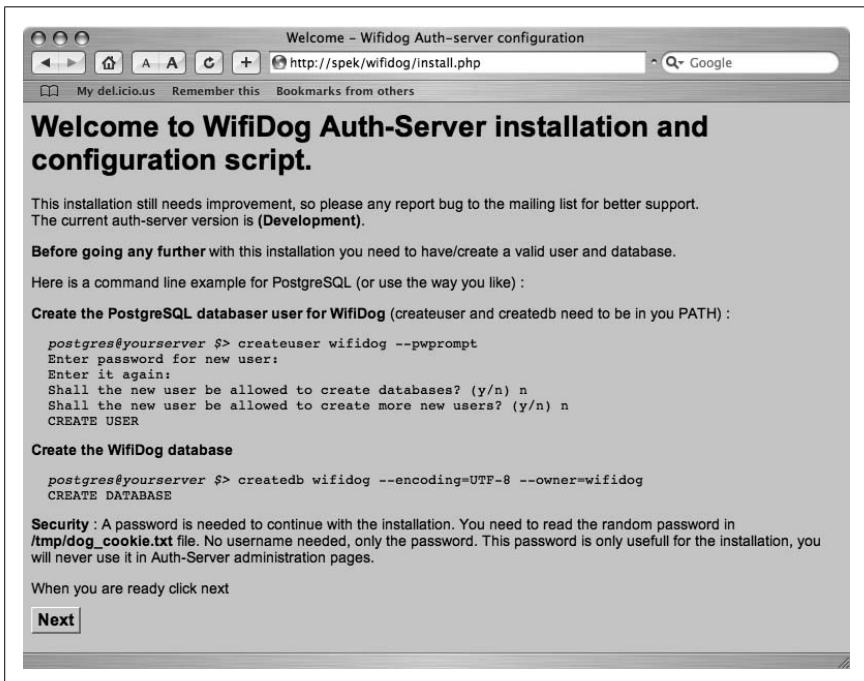 Welcome – Wifidog Auth-server configuration
A A + http://spek/wifidog/install.php Q Google
My del.icio.us Remember this Bookmarks from others
Welcome to WifiDog Auth-Server installation and
configuration script.
This installation still needs improvement, so please any report bug to the mailing list for better support.
The current auth-server version is (Development).
Before going any further with this installation you need to have/create a valid user and database.
Here is a command line example for PostgreSQL (or use the way you like) :
Create the PostgreSQL databaser user for WifiDog (createuser and createdb need to be in you PATH) :
postgres@yourserver $> createuser wifidog --pwprompt
Enter password for new user:
Enter it again:
Shall the new user be allowed to create databases? (y/n) n
Shall the new user be allowed to create more new users? (y/n) n
CREATE USER
Create the WifiDog database
postgres@yourserver $> createdb wifidog --encoding=UTF-8 --owner=wifidog
CREATE DATABASE
Security : A password is needed to continue with the installation. You need to read the random password in
/tmp/dog_cookie.txt file. No username needed, only the password. This password is only usefull for the installation, you
will never use it in Auth-Server administration pages.
When you are ready click next
Next